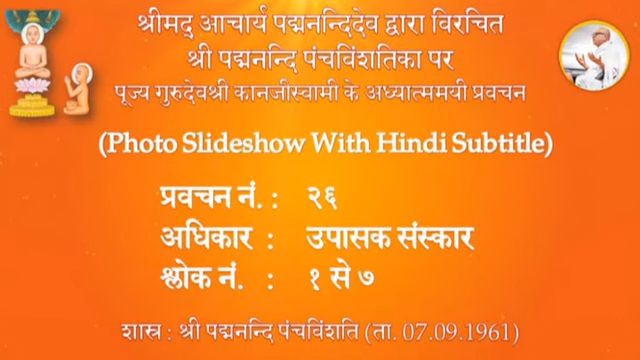 श्रीमद् आचार्य पद्मनन्दिदेव द्वारा विरचित
श्री पद्मनन्दि पंचविंशतिका पर
पूज्य गुरुदेवश्री कानजीस्वामी के अध्यात्ममयी प्रवचन
(Photo Slideshow With Hindi Subtitle)
प्रवचन नं. : २६
अधिकार : उपासक संस्कार
श्लोक नं. : १ से ७
शास्त्र : श्री पद्मनन्दि पंचविंशति (ता. 07.09.1961)